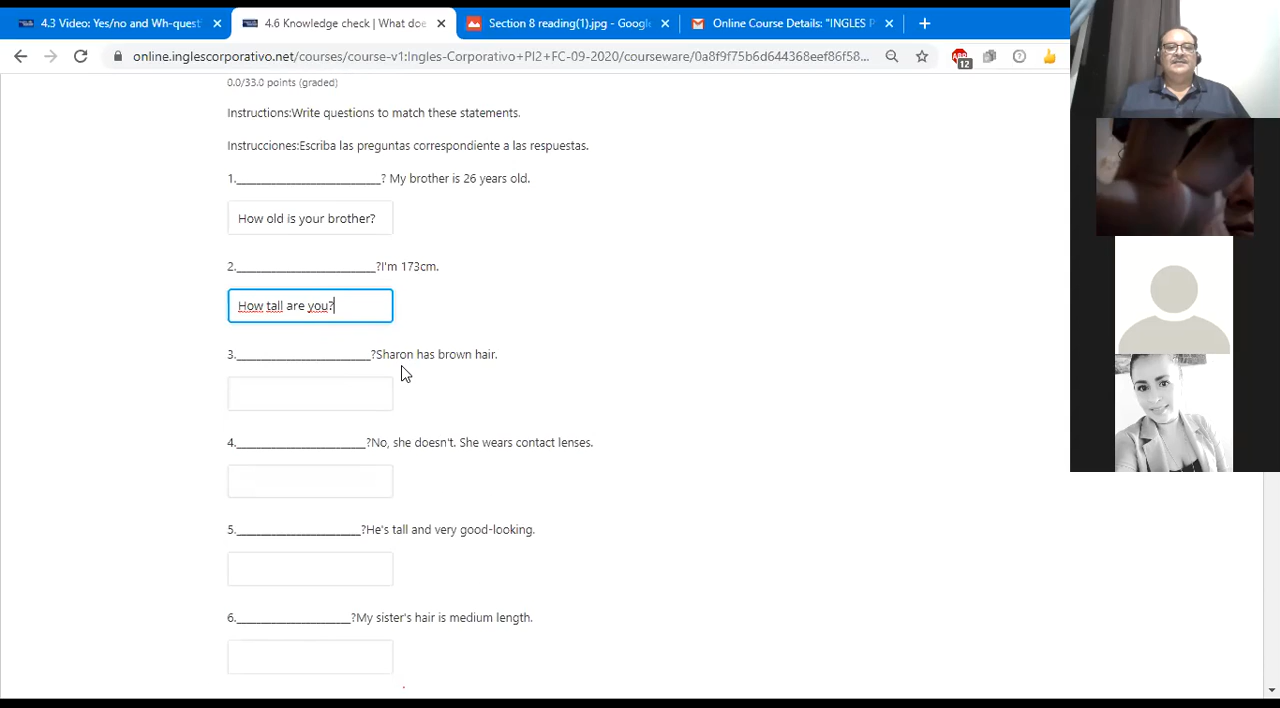 4.3 Video: Yes/no and Wh-quest
4.6 Knowledge check | What doe
Section 8 reading(1).jpg - Google
Online Course Details: "INGLES P
online.inglescorporativo.net/courses/course-v1:Ingles-Corporativo+PI2+FC-09-2020/courseware/0a8f9f75b6d644368eef86f58...
12
0.0/33.0 points (graded)
Instructions:Write questions to match these statements.
Instrucciones:Escriba las preguntas correspondiente a las respuestas.
1.__________________________? My brother is 26 years old.
How old is your brother?
2._________________________?I'm 173cm.
How tall are you?
3.________________________?Sharon has brown hair.
4._______________________?No, she doesn't. She wears contact lenses.
5.______________________?He's tall and very good-looking.
6.____________________?My sister's hair is medium length.